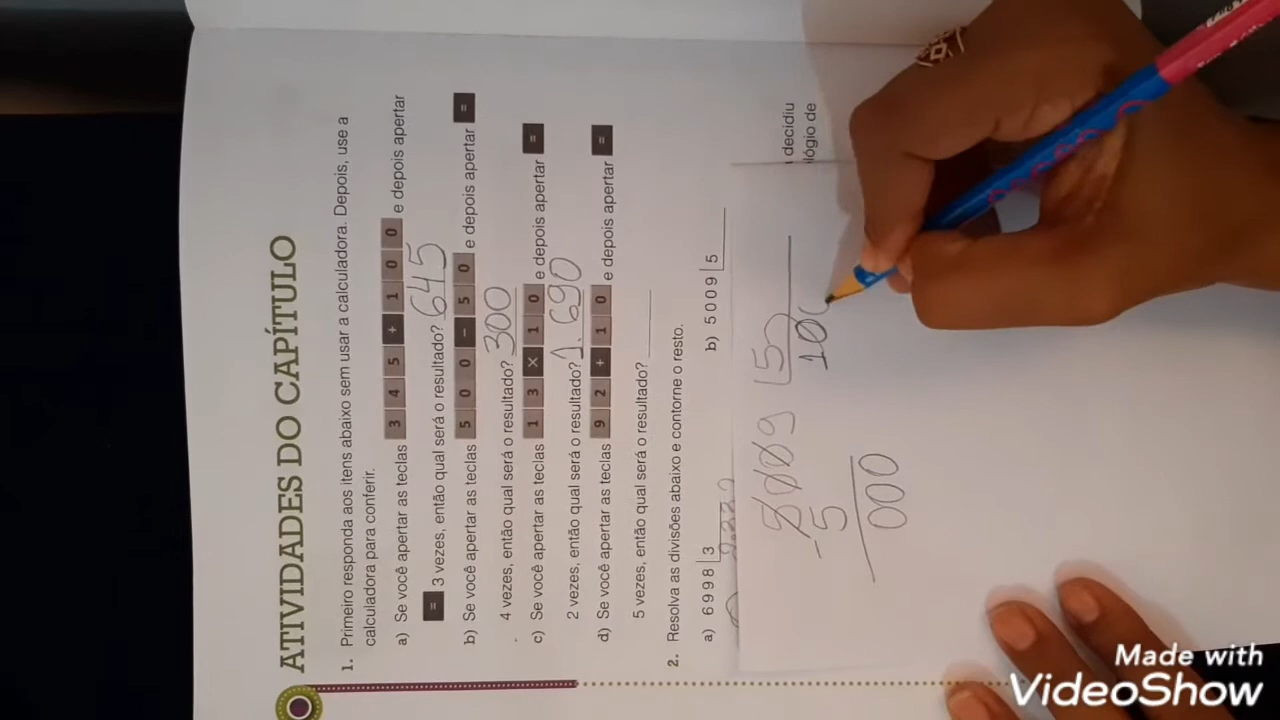 ATIVIDADES DO CAPÍTULO
1. Primeiro responda aos itens abaixo sem usar a calculadora. Depois, use a
calculadora para conferir.
a) Se você apertar as teclas 3 4 5 + 1 0 0 e depois apertar
= 3 vezes, então qual será o resultado? 645
b) Se você apertar as teclas 5 0 0 − 5 0 e depois apertar =
4 vezes, então qual será o resultado? 300
c) Se você apertar as teclas 1 3 × 1 0 e depois apertar =
2 vezes, então qual será o resultado? 1.690
d) Se você apertar as teclas 9 2 + 1 0 e depois apertar =
5 vezes, então qual será o resultado?
2. Resolva as divisões abaixo e contorne o resto.
a) 6998 3 b) 5009 5
decidiu
lógio de
5009 5
- 5 100
000
Made with
VideoShow